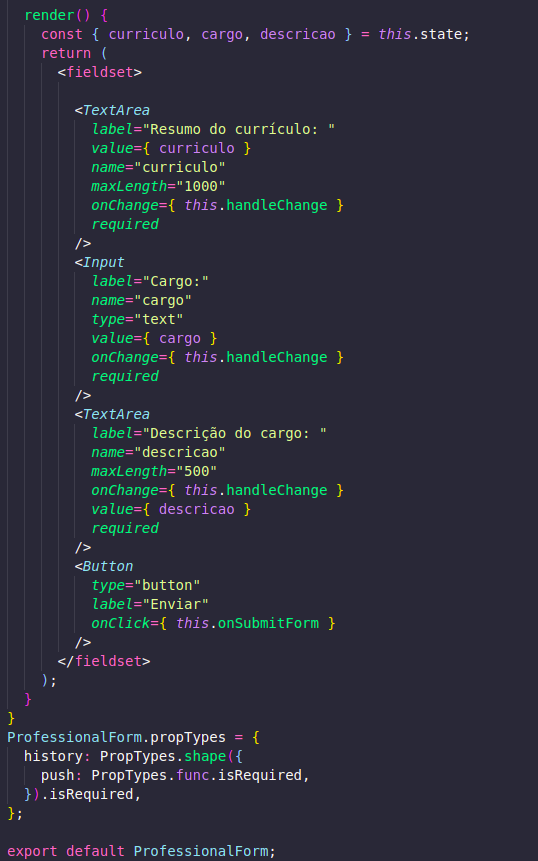 render() {
const { curriculo, cargo, descricao } = this.state;
return (
<fieldset>
<TextArea
label="Resumo do currículo: "
value={ curriculo }
name="curriculo"
maxLength="1000"
onChange={ this.handleChange }
required
/>
<Input
label="Cargo:"
name="cargo"
type="text"
value={ cargo }
onChange={ this.handleChange }
required
/>
<TextArea
label="Descrição do cargo: "
name="descricao"
maxLength="500"
onChange={ this.handleChange }
value={ descricao }
required
/>
<Button
type="button"
label="Enviar"
onClick={ this.onSubmitForm }
/>
</fieldset>
);
}
}
ProfessionalForm.propTypes = {
history: PropTypes.shape({
push: PropTypes.func.isRequired,
}).isRequired,
};
export default ProfessionalForm;